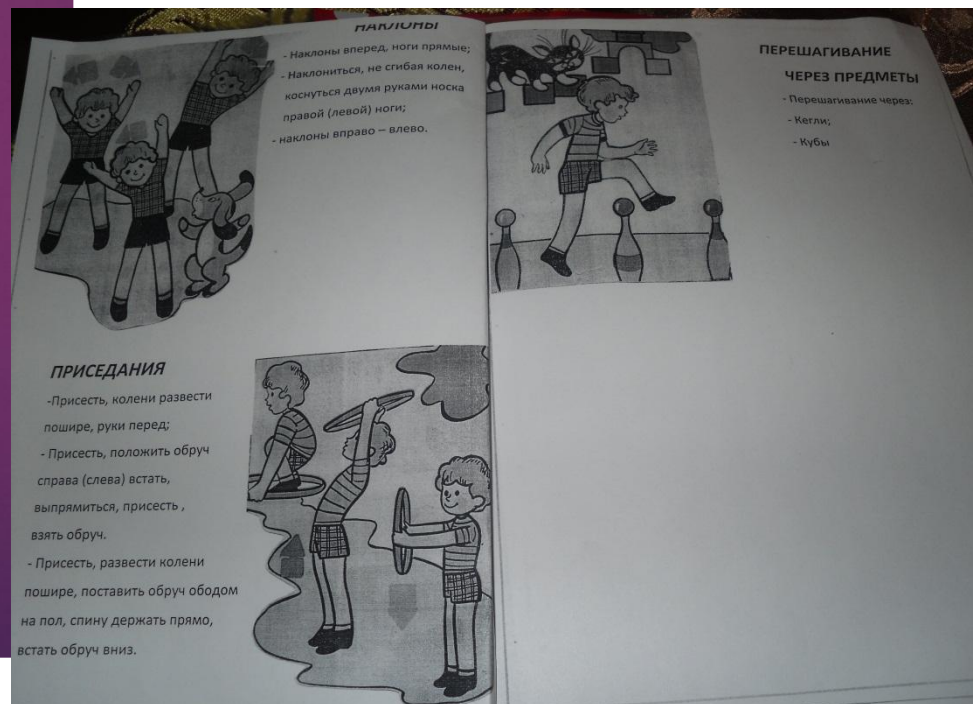 НАКЛОНЫ
- Наклоны вперед, ноги прямые;
- Наклониться, не сгибая колен,
коснуться двумя руками носка
правой (левой) ноги;
- наклоны вправо – влево.
ПРИСЕДАНИЯ
-Присесть, колени развести
пошире, руки перед;
- Присесть, положить обруч
справа (слева) встать,
выпрямиться, присесть ,
взять обруч.
- Присесть, развести колени
пошире, поставить обруч ободом
на пол, спину держать прямо,
встать обруч вниз.
ПЕРЕШАГИВАНИЕ
ЧЕРЕЗ ПРЕДМЕТЫ
- Перешагивание через:
- Кегли;
- Кубы